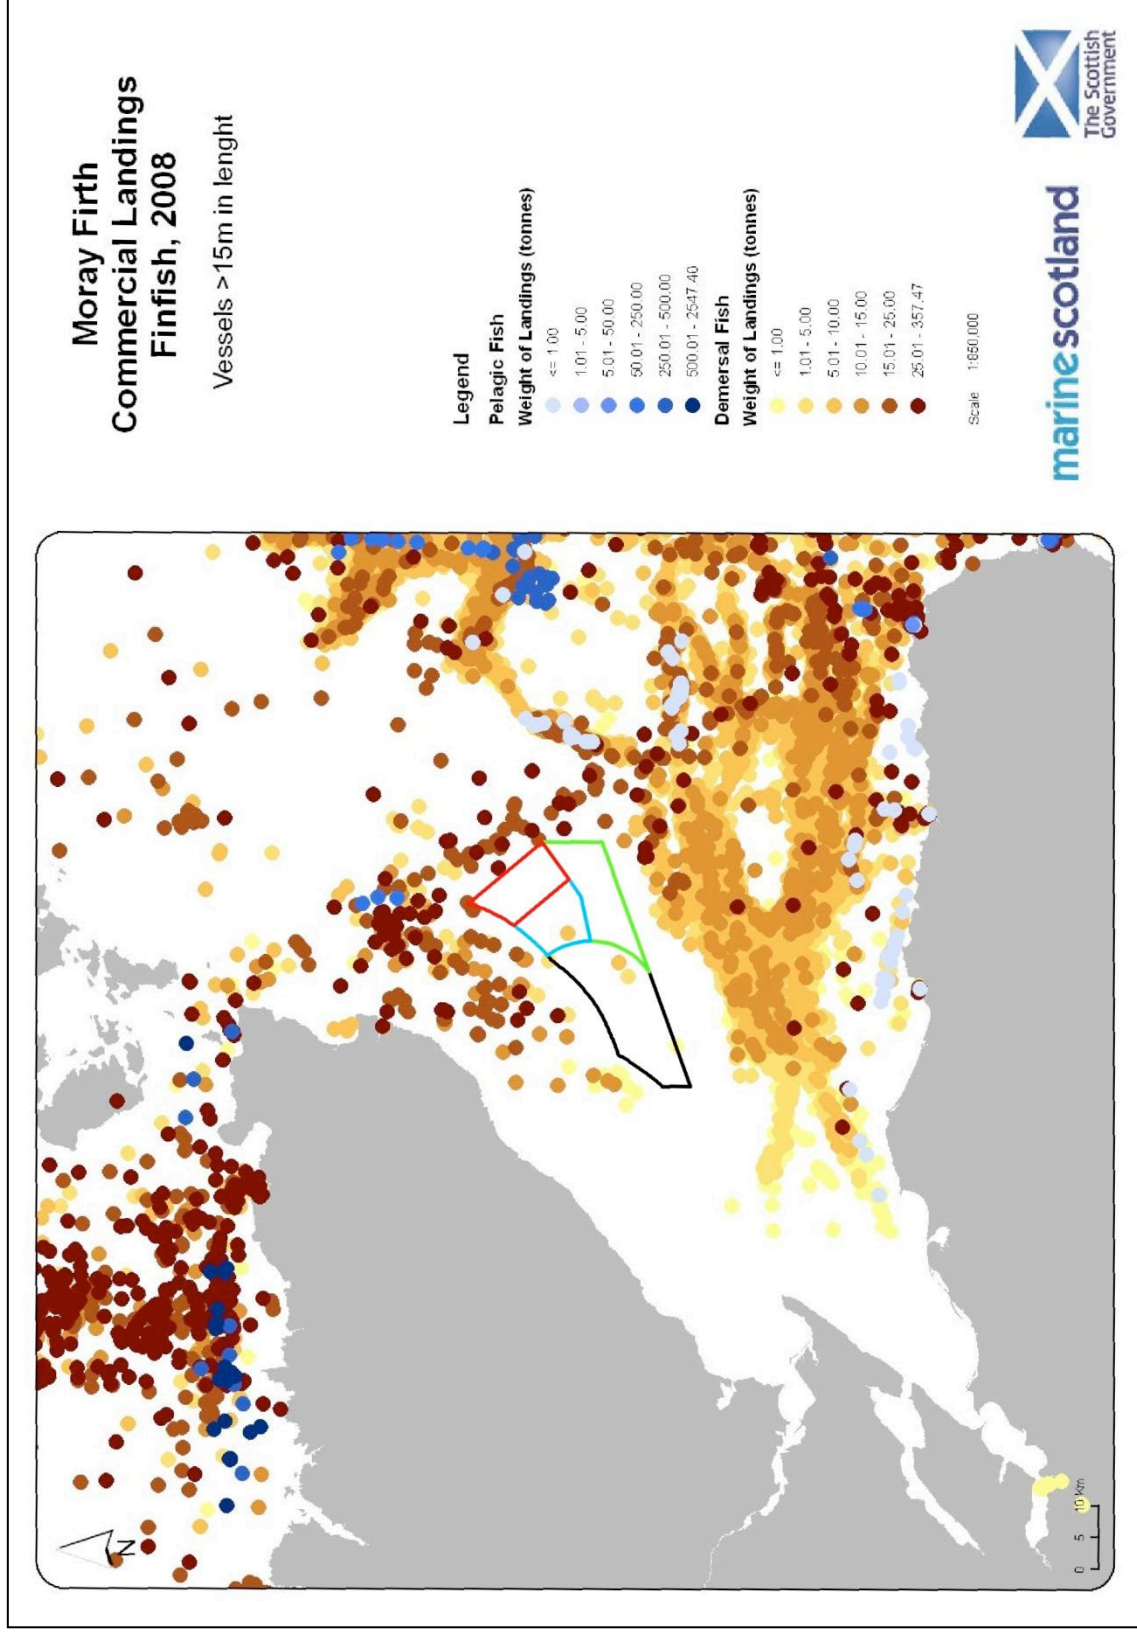 Moray Firth
Commercial Landings
Finfish, 2008
Vessels >15m in lenght
Legend
Pelagic Fish
Weight of Landings (tonnes)
<= 1.00
1.01 - 5.00
5.01 - 50.00
50.01 - 250.00
250.01 - 500.00
500.01 - 2547.40
Demersal Fish
Weight of Landings (tonnes)
<= 1.00
1.01 - 5.00
5.01 - 10.00
10.01 - 15.00
15.01 - 25.00
25.01 - 357.47
Scale 1:850,000
marinescotland
The Scottish
Government
N
0 5 10 km